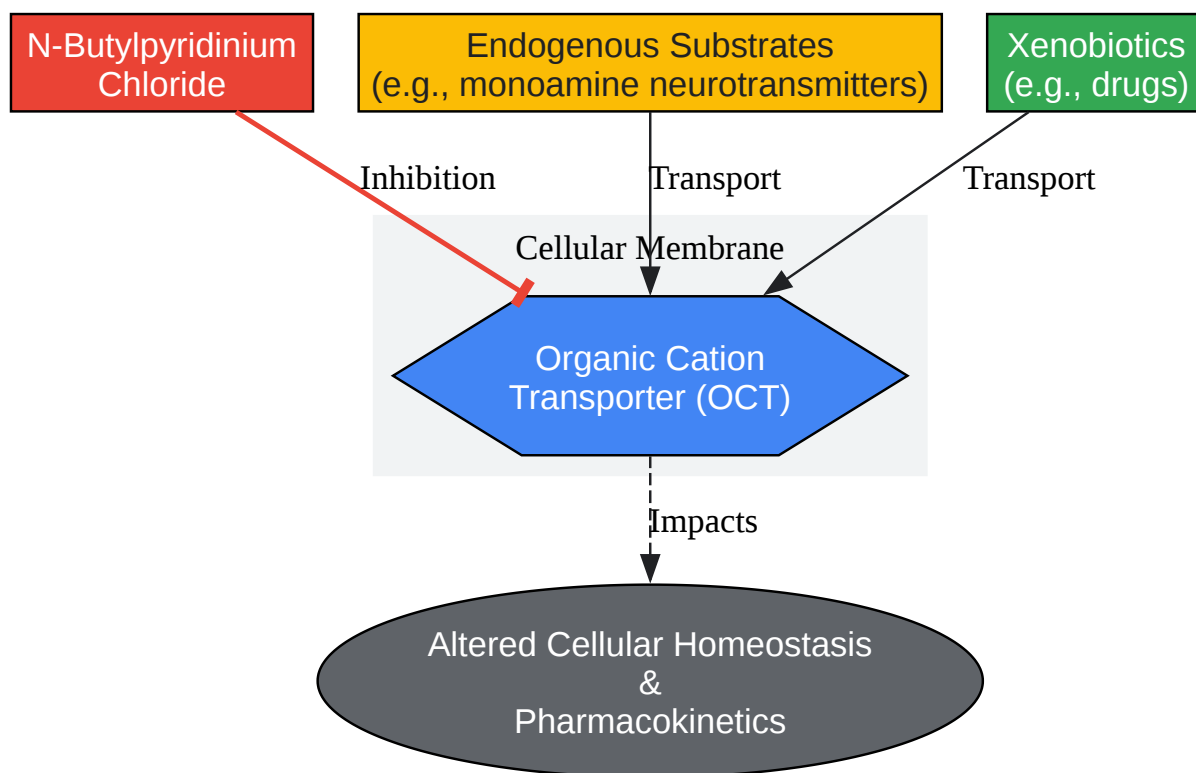 N-Butylpyridinium
Chloride
Endogenous Substrates
(e.g., monoamine neurotransmitters)
Xenobiotics
(e.g., drugs)
Inhibition
Transport
Transport
Cellular Membrane
Organic Cation
Transporter (OCT)
Impacts
Altered Cellular Homeostasis
&
Pharmacokinetics